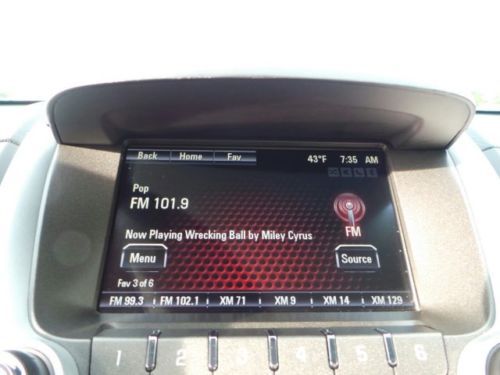 Back Home Fav 43°F 7:35 AM
Pop
FM 101.9
FM
Now Playing Wrecking Ball by Miley Cyrus
Menu Source
Fav 3 of 6
FM 99.3 FM 102.1 XM 71 XM 9 XM 14 XM 129
1 2 3 4 5 6